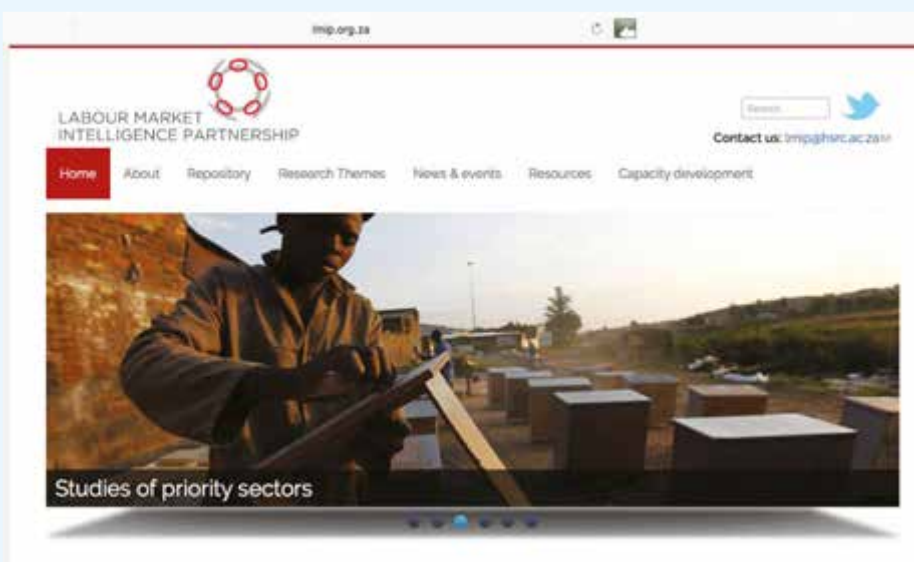 lmip.org.za
LABOUR MARKET
INTELLIGENCE PARTNERSHIP
Search
Contact us: lmip@hsrc.ac.za
Home About Repository Research Themes News & events Resources Capacity development
Studies of priority sectors